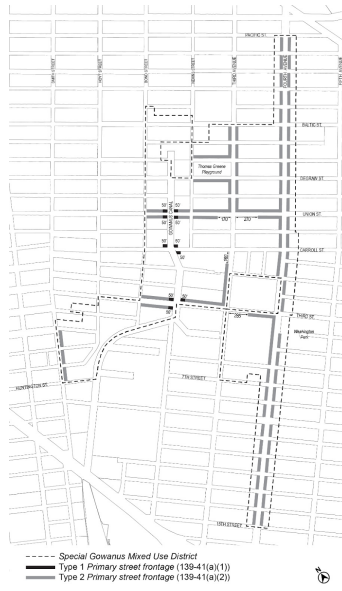 PACIFIC ST.
SMITH STREET
HOYT STREET
BOND STREET
NEVINS STREET
THIRD AVENUE
FOURTH AVENUE
FIFTH AVE
BALTIC ST.
Thomas Greene
Playground
DEGRAW ST.
GOWANUS CANAL
UNION ST.
CARROLL ST.
THIRD ST.
Washington
Park
7TH STREET
HUNTINGTON ST.
15TH STREET
Special Gowanus Mixed Use District
Type 1 Primary street frontage (139-41(a)(1))
Type 2 Primary street frontage (139-41(a)(2))